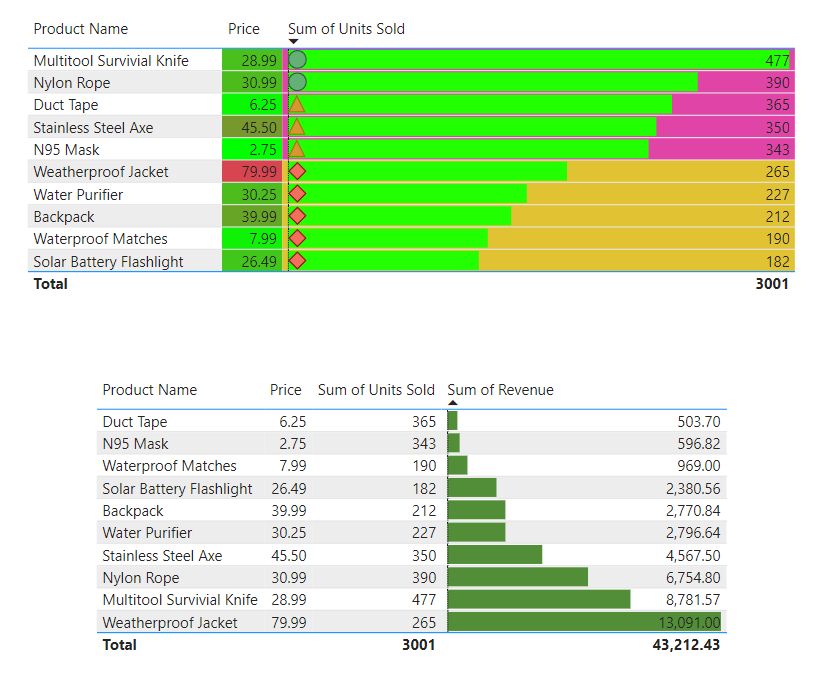 Product Name Price Sum of Units Sold
Multitool Survivial Knife 28.99 477
Nylon Rope 30.99 390
Duct Tape 6.25 365
Stainless Steel Axe 45.50 350
N95 Mask 2.75 343
Weatherproof Jacket 79.99 265
Water Purifier 30.25 227
Backpack 39.99 212
Waterproof Matches 7.99 190
Solar Battery Flashlight 26.49 182
Total 3001
Product Name Price Sum of Units Sold Sum of Revenue
Duct Tape 6.25 365 503.70
N95 Mask 2.75 343 596.82
Waterproof Matches 7.99 190 969.00
Solar Battery Flashlight 26.49 182 2,380.56
Backpack 39.99 212 2,770.84
Water Purifier 30.25 227 2,796.64
Stainless Steel Axe 45.50 350 4,567.50
Nylon Rope 30.99 390 6,754.80
Multitool Survivial Knife 28.99 477 8,781.57
Weatherproof Jacket 79.99 265 13,091.00
Total 3001 43,212.43